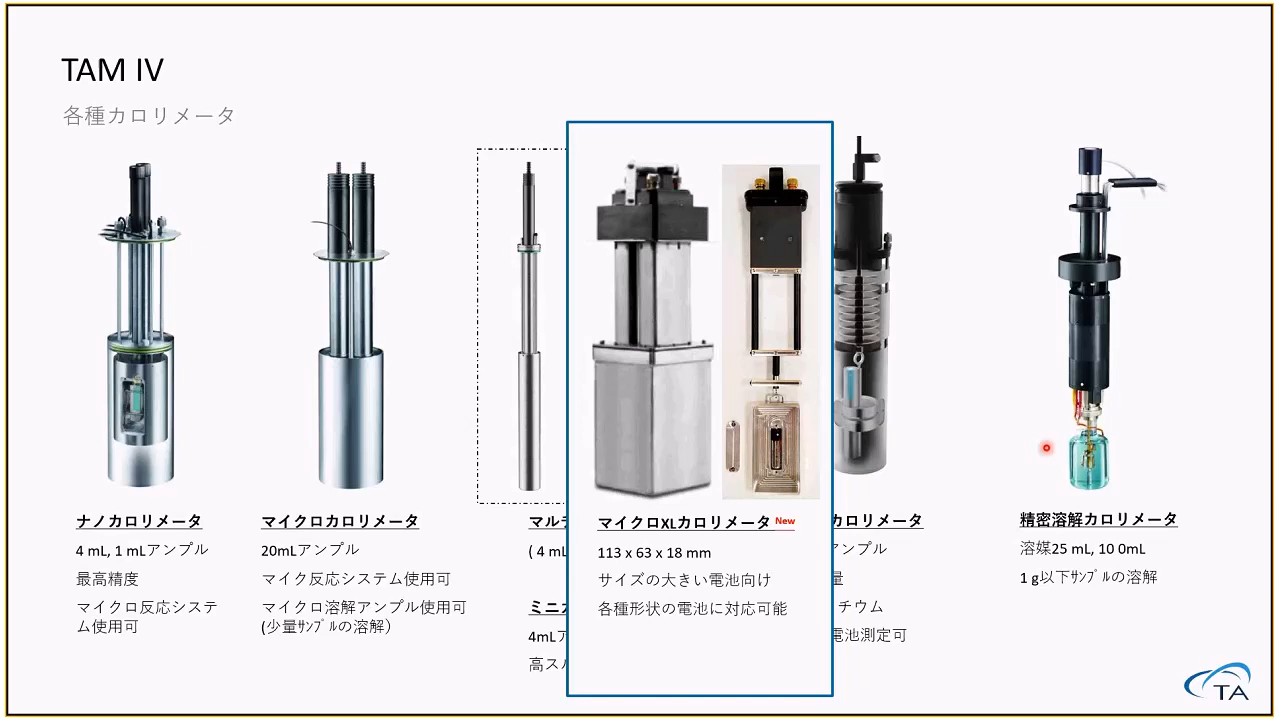 TAM IV
各種カロリメータ
ナノカロリメータ
4 mL, 1 mLアンプル
最高精度
マイクロ反応システ
ム使用可
マイクロカロリメータ
20mLアンプル
マイク反応システム使用可
マイクロ溶解アンプル使用可
(少量ｻﾝﾌﾟﾙの溶解）
マル
( 4 mL
ミニ
4mLア
高ス
マイクロXLカロリメータ New
113 x 63 x 18 mm
サイズの大きい電池向け
各種形状の電池に対応可能
カロリメータ
アンプル
量
チウム
電池測定可
精密溶解カロリメータ
溶媒25 mL, 10 0mL
1 g以下ｻﾝﾌﾟﾙの溶解
TA